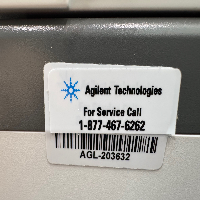 Agilent Technologies
For Service Call
1-877-467-6262
AGL-203632